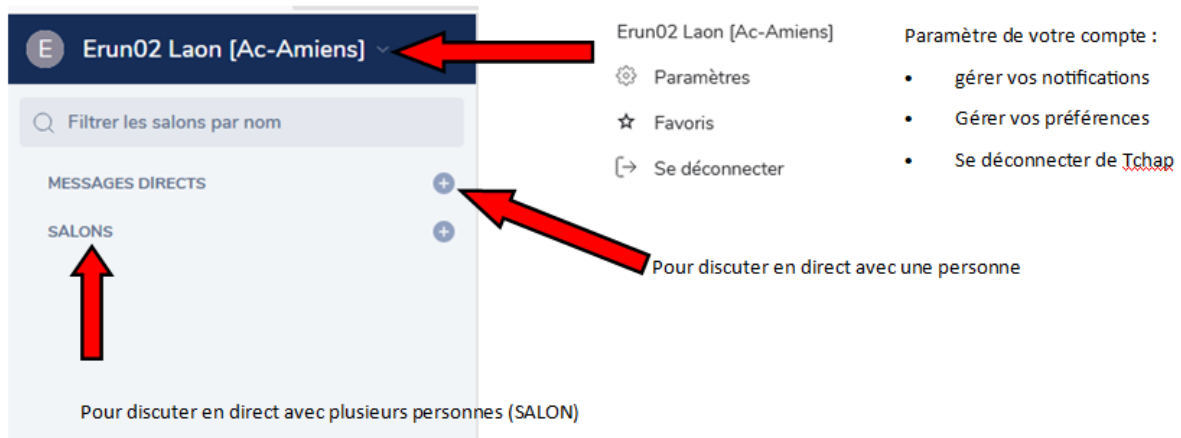 E Erun02 Laon [Ac-Amiens]
Filtrer les salons par nom
MESSAGES DIRECTS
SALONS
Erun02 Laon [Ac-Amiens]
Paramètres
Favoris
Se déconnecter
Paramètre de votre compte :
• gérer vos notifications
• Gérer vos préférences
• Se déconnecter de Tchap
Pour discuter en direct avec une personne
Pour discuter en direct avec plusieurs personnes (SALON)